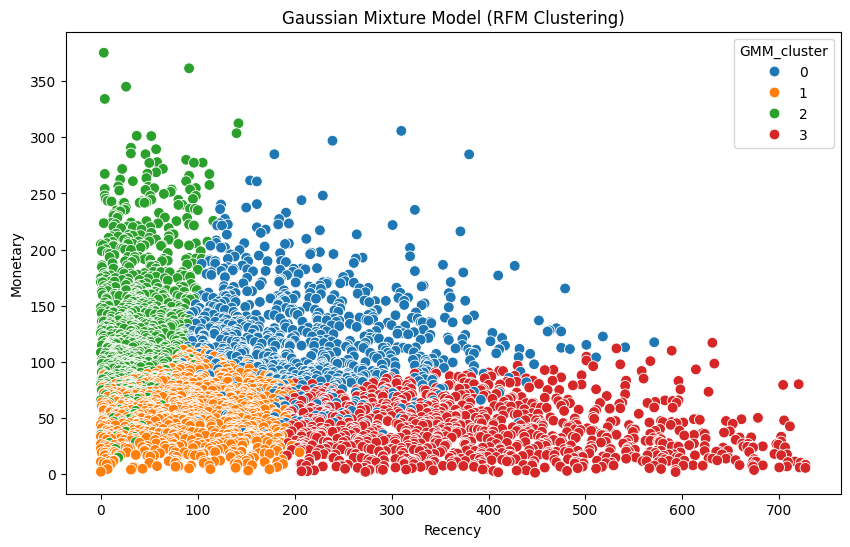 Gaussian Mixture Model (RFM Clustering)
GMM_cluster
0
1
2
3
Monetary
350
300
250
200
150
100
50
0
0 100 200 300 400 500 600 700
Recency